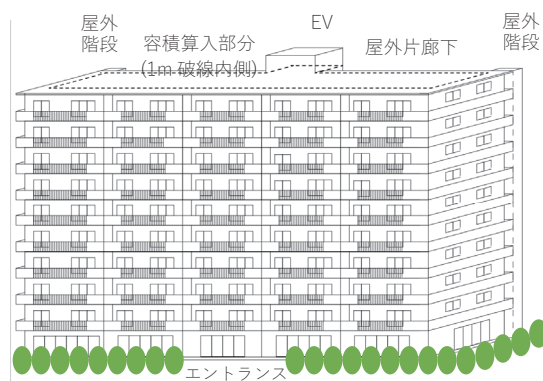 屋外
階段
容積算入部分
(1m 破線内側)
EV
屋外片廊下
屋外
階段
エントランス